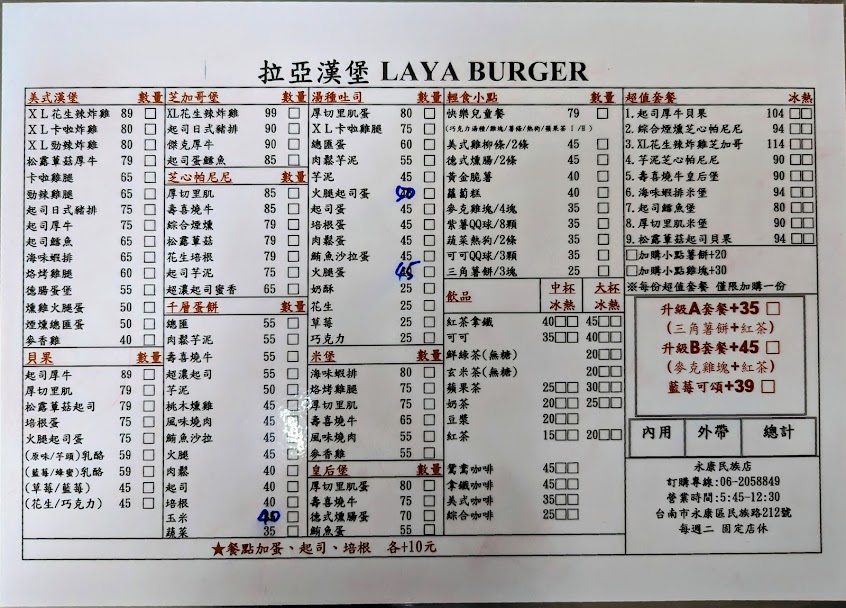 拉亞漢堡 LAYA BURGER
美式漢堡 數量
XL花生辣炸雞 89
XL卡啦炸雞 80
XL勁辣炸雞 80
松露蕈菇厚牛 79
卡啦雞腿 65
勁辣雞腿 65
起司日式豬排 75
起司厚牛 75
起司鱈魚 65
海味蝦排 65
烙烤雞腿 60
德腸蛋堡 55
燻雞火腿蛋 50
煙燻總匯蛋 50
麥香雞 40
貝果 數量
起司厚牛 89
厚切里肌 79
松露蕈菇起司 79
培根蛋 75
火腿起司蛋 75
(原味/芋頭)乳酪 59
(藍莓/蜂蜜)乳酪 59
(草莓/藍莓) 45
(花生/巧克力) 45
芝加哥堡 數量
XL花生辣炸雞 99
起司日式豬排 90
傑克厚牛 90
起司蛋鱈魚 85
芝心帕尼尼 數量
厚切里肌 85
壽喜燒牛 85
綜合煙燻 79
松露蕈菇 79
花生培根 79
起司芋泥 75
超濃起司蜜香 65
千層蛋餅 數量
總匯 55
肉鬆芋泥 55
壽喜燒牛 55
超濃起司 55
芋泥 50
桃木燻雞 45
風味燒肉 45
鮪魚沙拉 45
火腿 45
肉鬆 40
起司 40
培根 40
玉米 40
蔬菜 35
湯種吐司 數量
厚切里肌蛋 80
XL卡啦雞腿 75
總匯蛋 60
肉鬆芋泥 55
芋泥 45
火腿起司蛋 50
起司蛋 45
培根蛋 45
肉鬆蛋 45
鮪魚沙拉蛋 45
火腿蛋 45
奶酥 25
花生 25
草莓 25
巧克力 25
米堡 數量
海味蝦排 80
烙烤雞腿 75
厚切里肌 75
壽喜燒牛 65
風味燒肉 55
麥香雞 55
皇后堡 數量
厚切里肌蛋 80
壽喜燒牛 75
德式燻腸蛋 70
鮪魚蛋 55
輕食小點 數量
快樂兒童餐 79
美式雞柳條/2條 45
德式燻腸/2條 45
黃金脆薯 40
蘿蔔糕 40
麥克雞塊/4塊 35
紫薯QQ球/8顆 35
蔬菜熱狗/2條 35
可可QQ球/3顆 35
三角薯餅/3塊 25
飲品 中杯 大杯
冰熱 冰熱
紅茶拿鐵 40 45
可可 35 40
鮮綠茶(無糖) 20
玄米茶(無糖) 20
蘋果茶 25 30
奶茶 20 25
豆漿 20
紅茶 15 20
鴛鴦咖啡 45
拿鐵咖啡 45
美式咖啡 35
綜合咖啡 25
超值套餐 冰熱
1.起司厚牛貝果 104
2.綜合煙燻芝心帕尼尼 94
3.XL花生辣炸雞芝加哥 114
4.芋泥芝心帕尼尼 90
5.壽喜燒牛皇后堡 90
6.海味蝦排米堡 94
7.起司鱈魚堡 80
8.厚切里肌米堡 90
9.松露蕈菇起司貝果 94
加購小點薯餅+20
加購小點雞塊+30
※每份超值套餐 僅限加購一份
升級A套餐+35
(三角薯餅+紅茶)
升級B套餐+45
(麥克雞塊+紅茶)
藍莓可頌+39
內用 外帶 總計
永康民族店
訂購專線:06-2058849
營業時間:5:45-12:30
台南市永康區民族路212號
每週二 固定店休
★餐點加蛋、起司、培根 各+10元